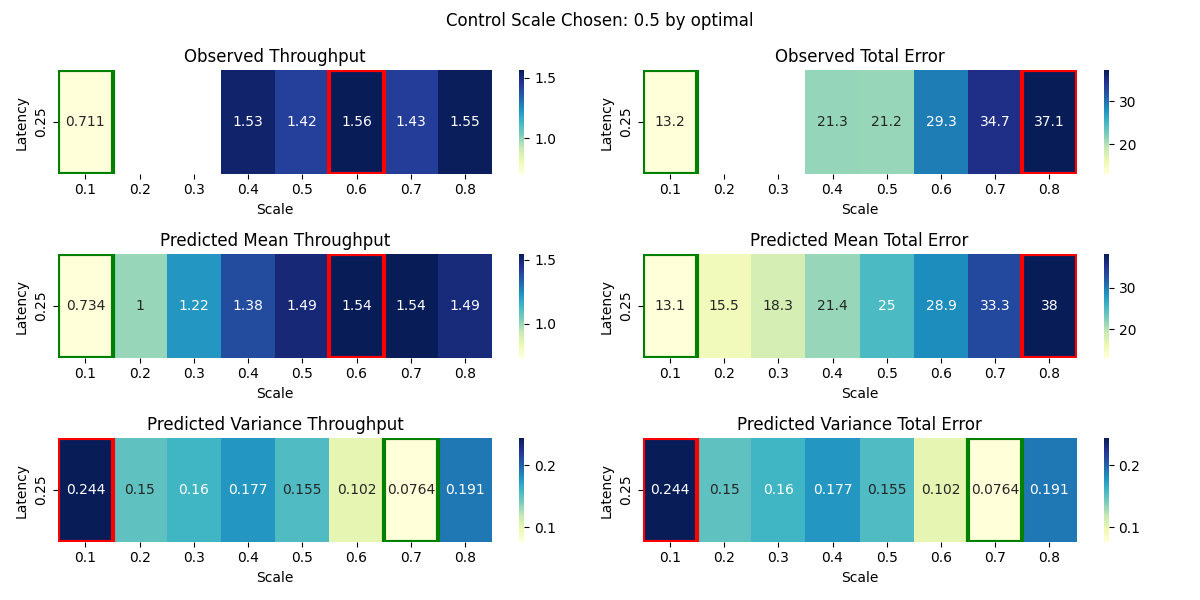 Control Scale Chosen: 0.5 by optimal
Observed Throughput
Latency
0.25
0.711 1.53 1.42 1.56 1.43 1.55
1.5
1.0
0.1 0.2 0.3 0.4 0.5 0.6 0.7 0.8
Scale
Observed Total Error
Latency
0.25
13.2 21.3 21.2 29.3 34.7 37.1
30
20
0.1 0.2 0.3 0.4 0.5 0.6 0.7 0.8
Scale
Predicted Mean Throughput
Latency
0.25
0.734 1 1.22 1.38 1.49 1.54 1.54 1.49
1.5
1.0
0.1 0.2 0.3 0.4 0.5 0.6 0.7 0.8
Scale
Predicted Mean Total Error
Latency
0.25
13.1 15.5 18.3 21.4 25 28.9 33.3 38
30
20
0.1 0.2 0.3 0.4 0.5 0.6 0.7 0.8
Scale
Predicted Variance Throughput
Latency
0.25
0.244 0.15 0.16 0.177 0.155 0.102 0.0764 0.191
0.2
0.1
0.1 0.2 0.3 0.4 0.5 0.6 0.7 0.8
Scale
Predicted Variance Total Error
Latency
0.25
0.244 0.15 0.16 0.177 0.155 0.102 0.0764 0.191
0.2
0.1
0.1 0.2 0.3 0.4 0.5 0.6 0.7 0.8
Scale